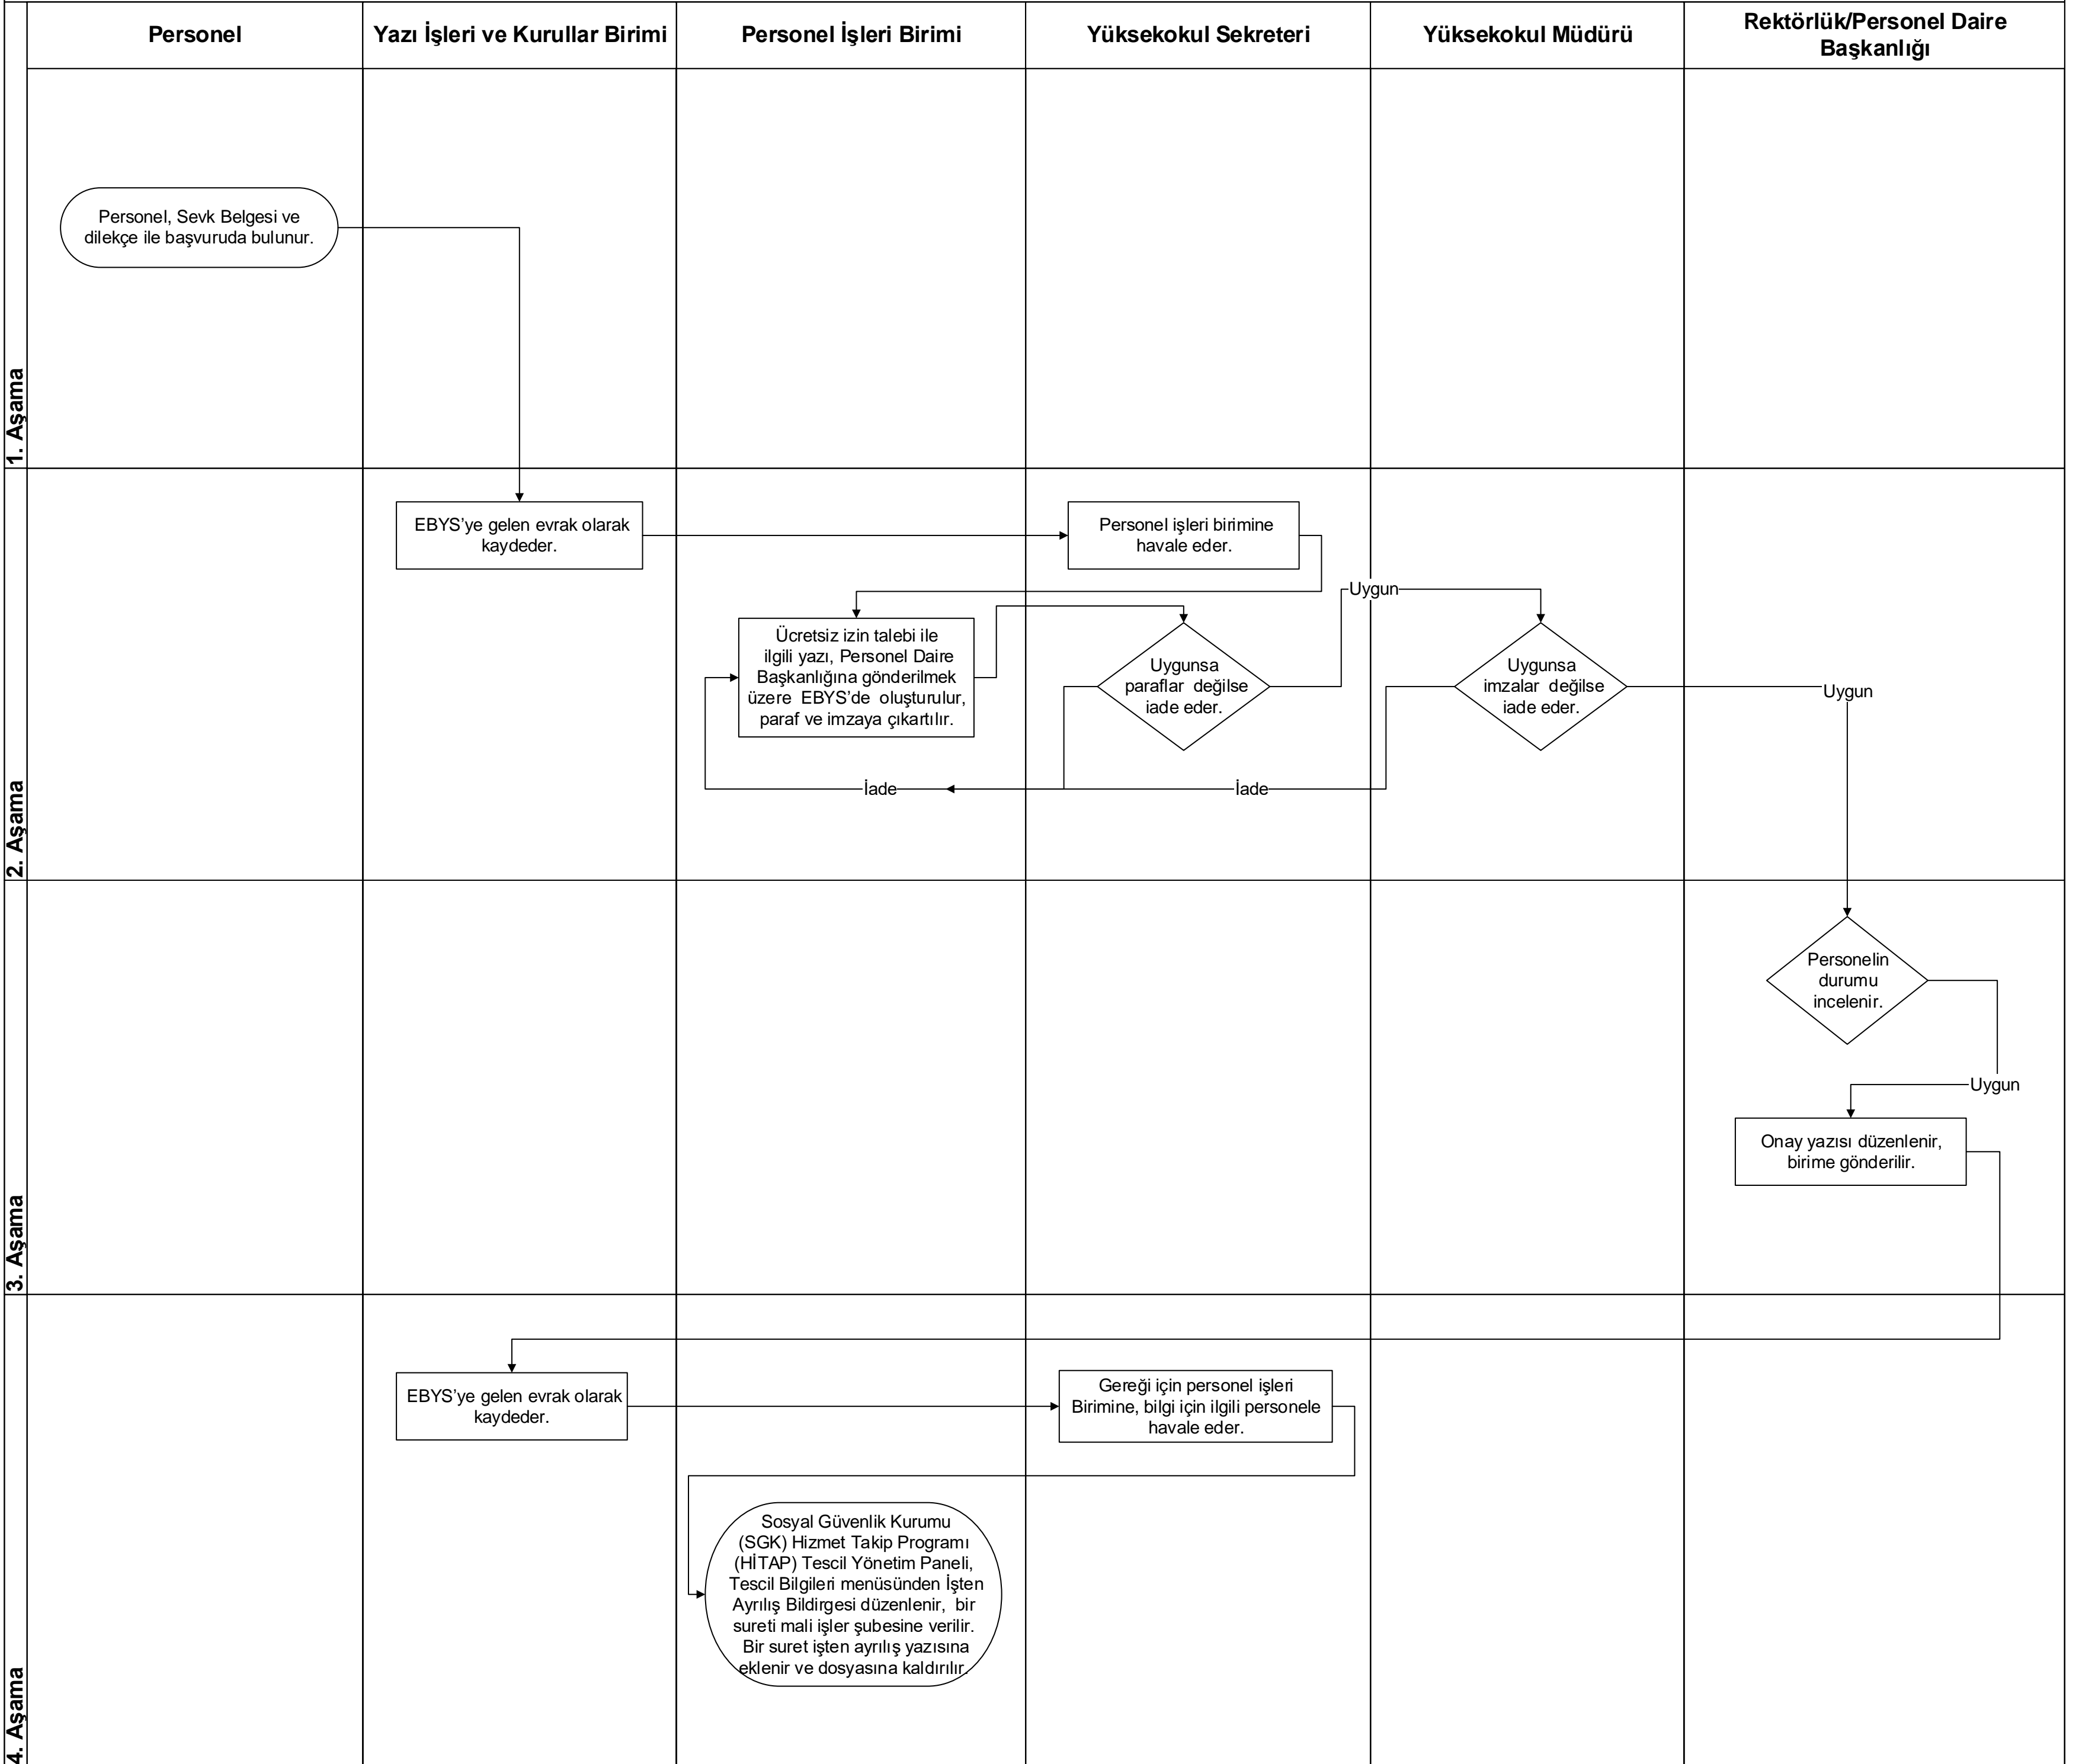 Personel
Yazı İşleri ve Kurullar Birimi
Personel İşleri Birimi
Yüksekokul Sekreteri
Yüksekokul Müdürü
Rektörlük/Personel Daire
Başkanlığı
1. Aşama
Personel, Sevk Belgesi ve
dilekçe ile başvuruda bulunur.
2. Aşama
EBYS’ye gelen evrak olarak
kaydeder.
Personel işleri birimine
havale eder.
Ücretsiz izin talebi ile
ilgili yazı, Personel Daire
Başkanlığına gönderilmek
üzere EBYS’de oluşturulur,
paraf ve imzaya çıkartılır.
Uygunsa
paraflar değilse
iade eder.
Uygun
Uygunsa
imzalar değilse
iade eder.
Uygun
İade
İade
3. Aşama
Personelin
durumu
incelenir.
Uygun
Onay yazısı düzenlenir,
birime gönderilir.
4. Aşama
EBYS’ye gelen evrak olarak
kaydeder.
Gereği için personel işleri
Birimine, bilgi için ilgili personele
havale eder.
Sosyal Güvenlik Kurumu
(SGK) Hizmet Takip Programı
(HİTAP) Tescil Yönetim Paneli,
Tescil Bilgileri menüsünden İşten
Ayrılış Bildirgesi düzenlenir, bir
sureti mali işler şubesine verilir.
Bir suret işten ayrılış yazısına
eklenir ve dosyasına kaldırılır.